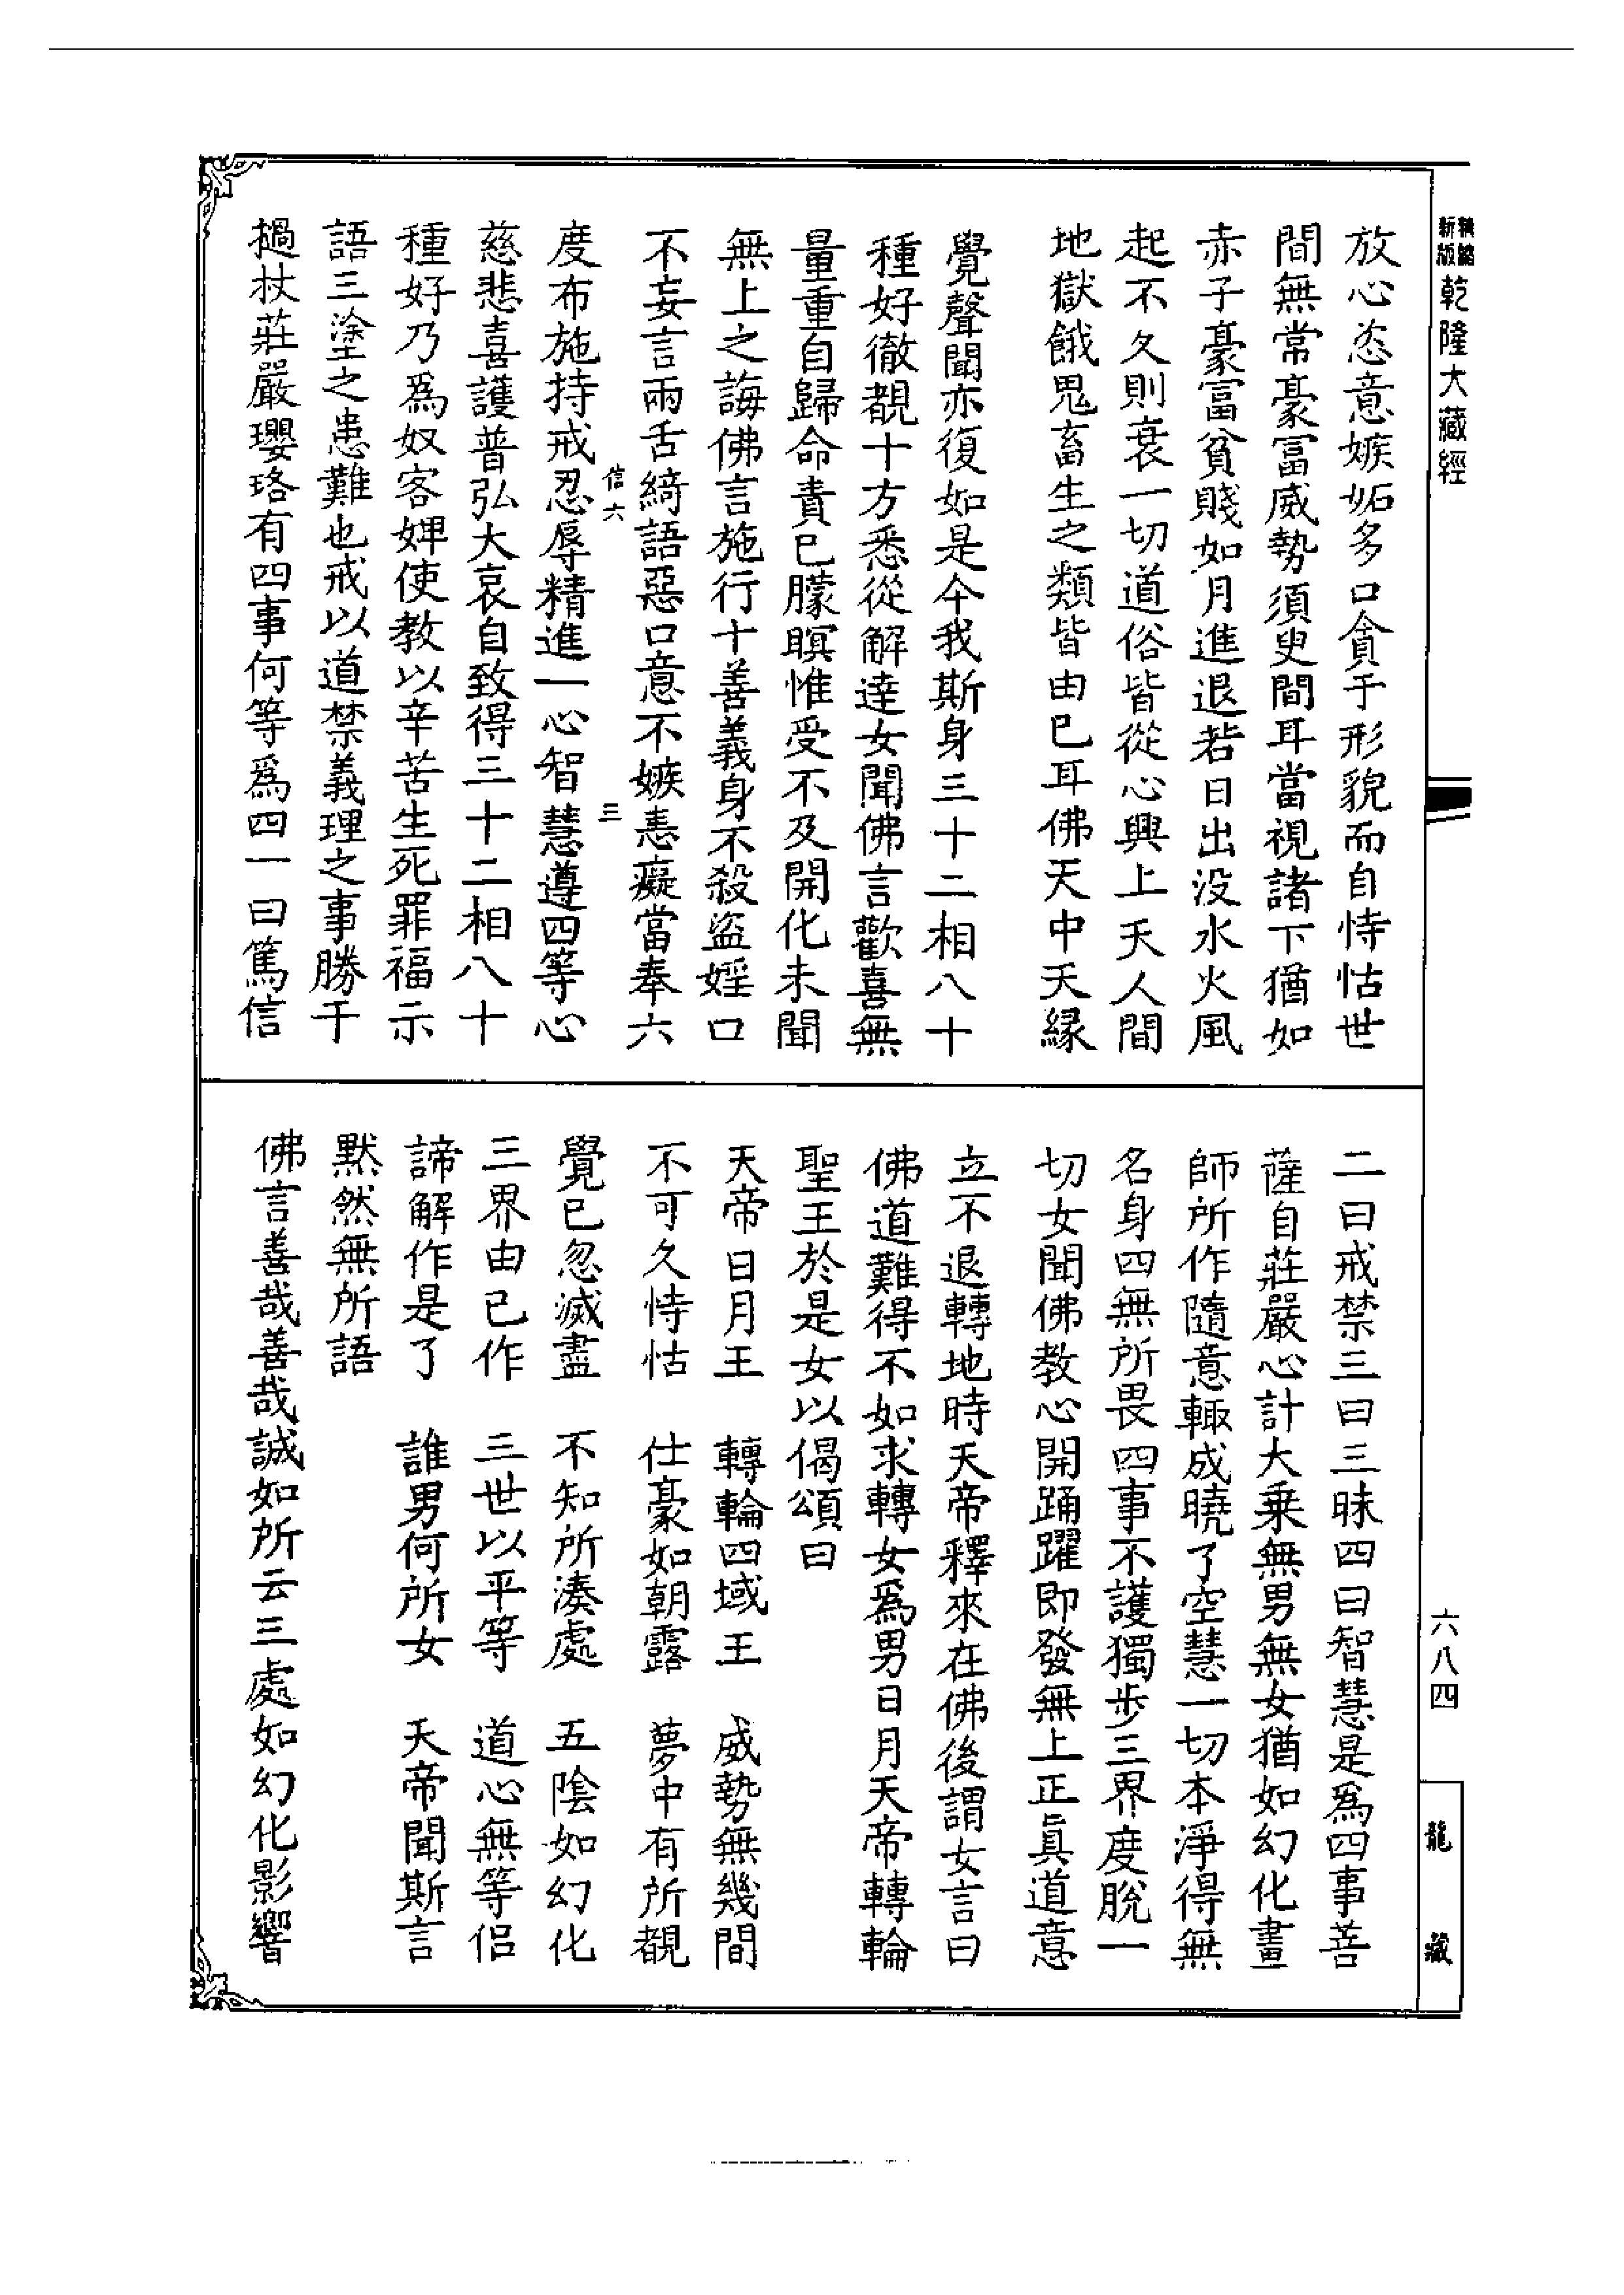 精縮新版乾隆大藏經
放心恣意嫉妬多口貪于形貌而自恃怙世
間無常豪富威勢須臾間耳當視諸下猶如
赤子豪富貧賤如月進退若日出没水火風
起不久則衰一切道俗皆從心興上天人間
地獄餓鬼畜生之類皆由已耳佛天中天緣
覺聲聞亦復如是今我斯身三十二相八十
種好徹覩十方悉從解達女聞佛言歡喜無
量重自歸命責已矇瞑惟受不及開化未聞
無上之誨佛言施行十善義身不殺盜婬口
不妄言兩舌綺語惡口意不嫉恚癡當奉六
信六 三
度布施持戒忍辱精進一心智慧遵四等心
慈悲喜護普弘大哀自致得三十二相八十
種好乃爲奴客婢使教以辛苦生死罪福示
語三塗之患難也戒以道禁義理之事勝于
撾杖莊嚴瓔珞有四事何等爲四一曰篤信
二曰戒禁三曰三昧四曰智慧是爲四事菩
薩自莊嚴心計大乗無男無女猶如幻化畫
師所作隨意輙成曉了空慧一切本淨得無
名身四無所畏四事不護獨步三界度脫一
切女聞佛教心開踊躍即發無上正眞道意
立不退轉地時天帝釋來在佛後謂女言曰
佛道難得不如求轉女爲男日月天帝轉輪
聖王於是女以偈頌曰
天帝日月王 轉輪四域王 威勢無幾間
不可久恃怙 仕豪如朝露 夢中有所覩
覺已忽滅盡 不知所湊處 五陰如幻化
三界由已作 三世以平等 道心無等侶
諦解作是了 誰男何所女 天帝聞斯言
黙然無所語
佛言善哉善哉誠如所云三處如幻化影響
六八四
龍藏